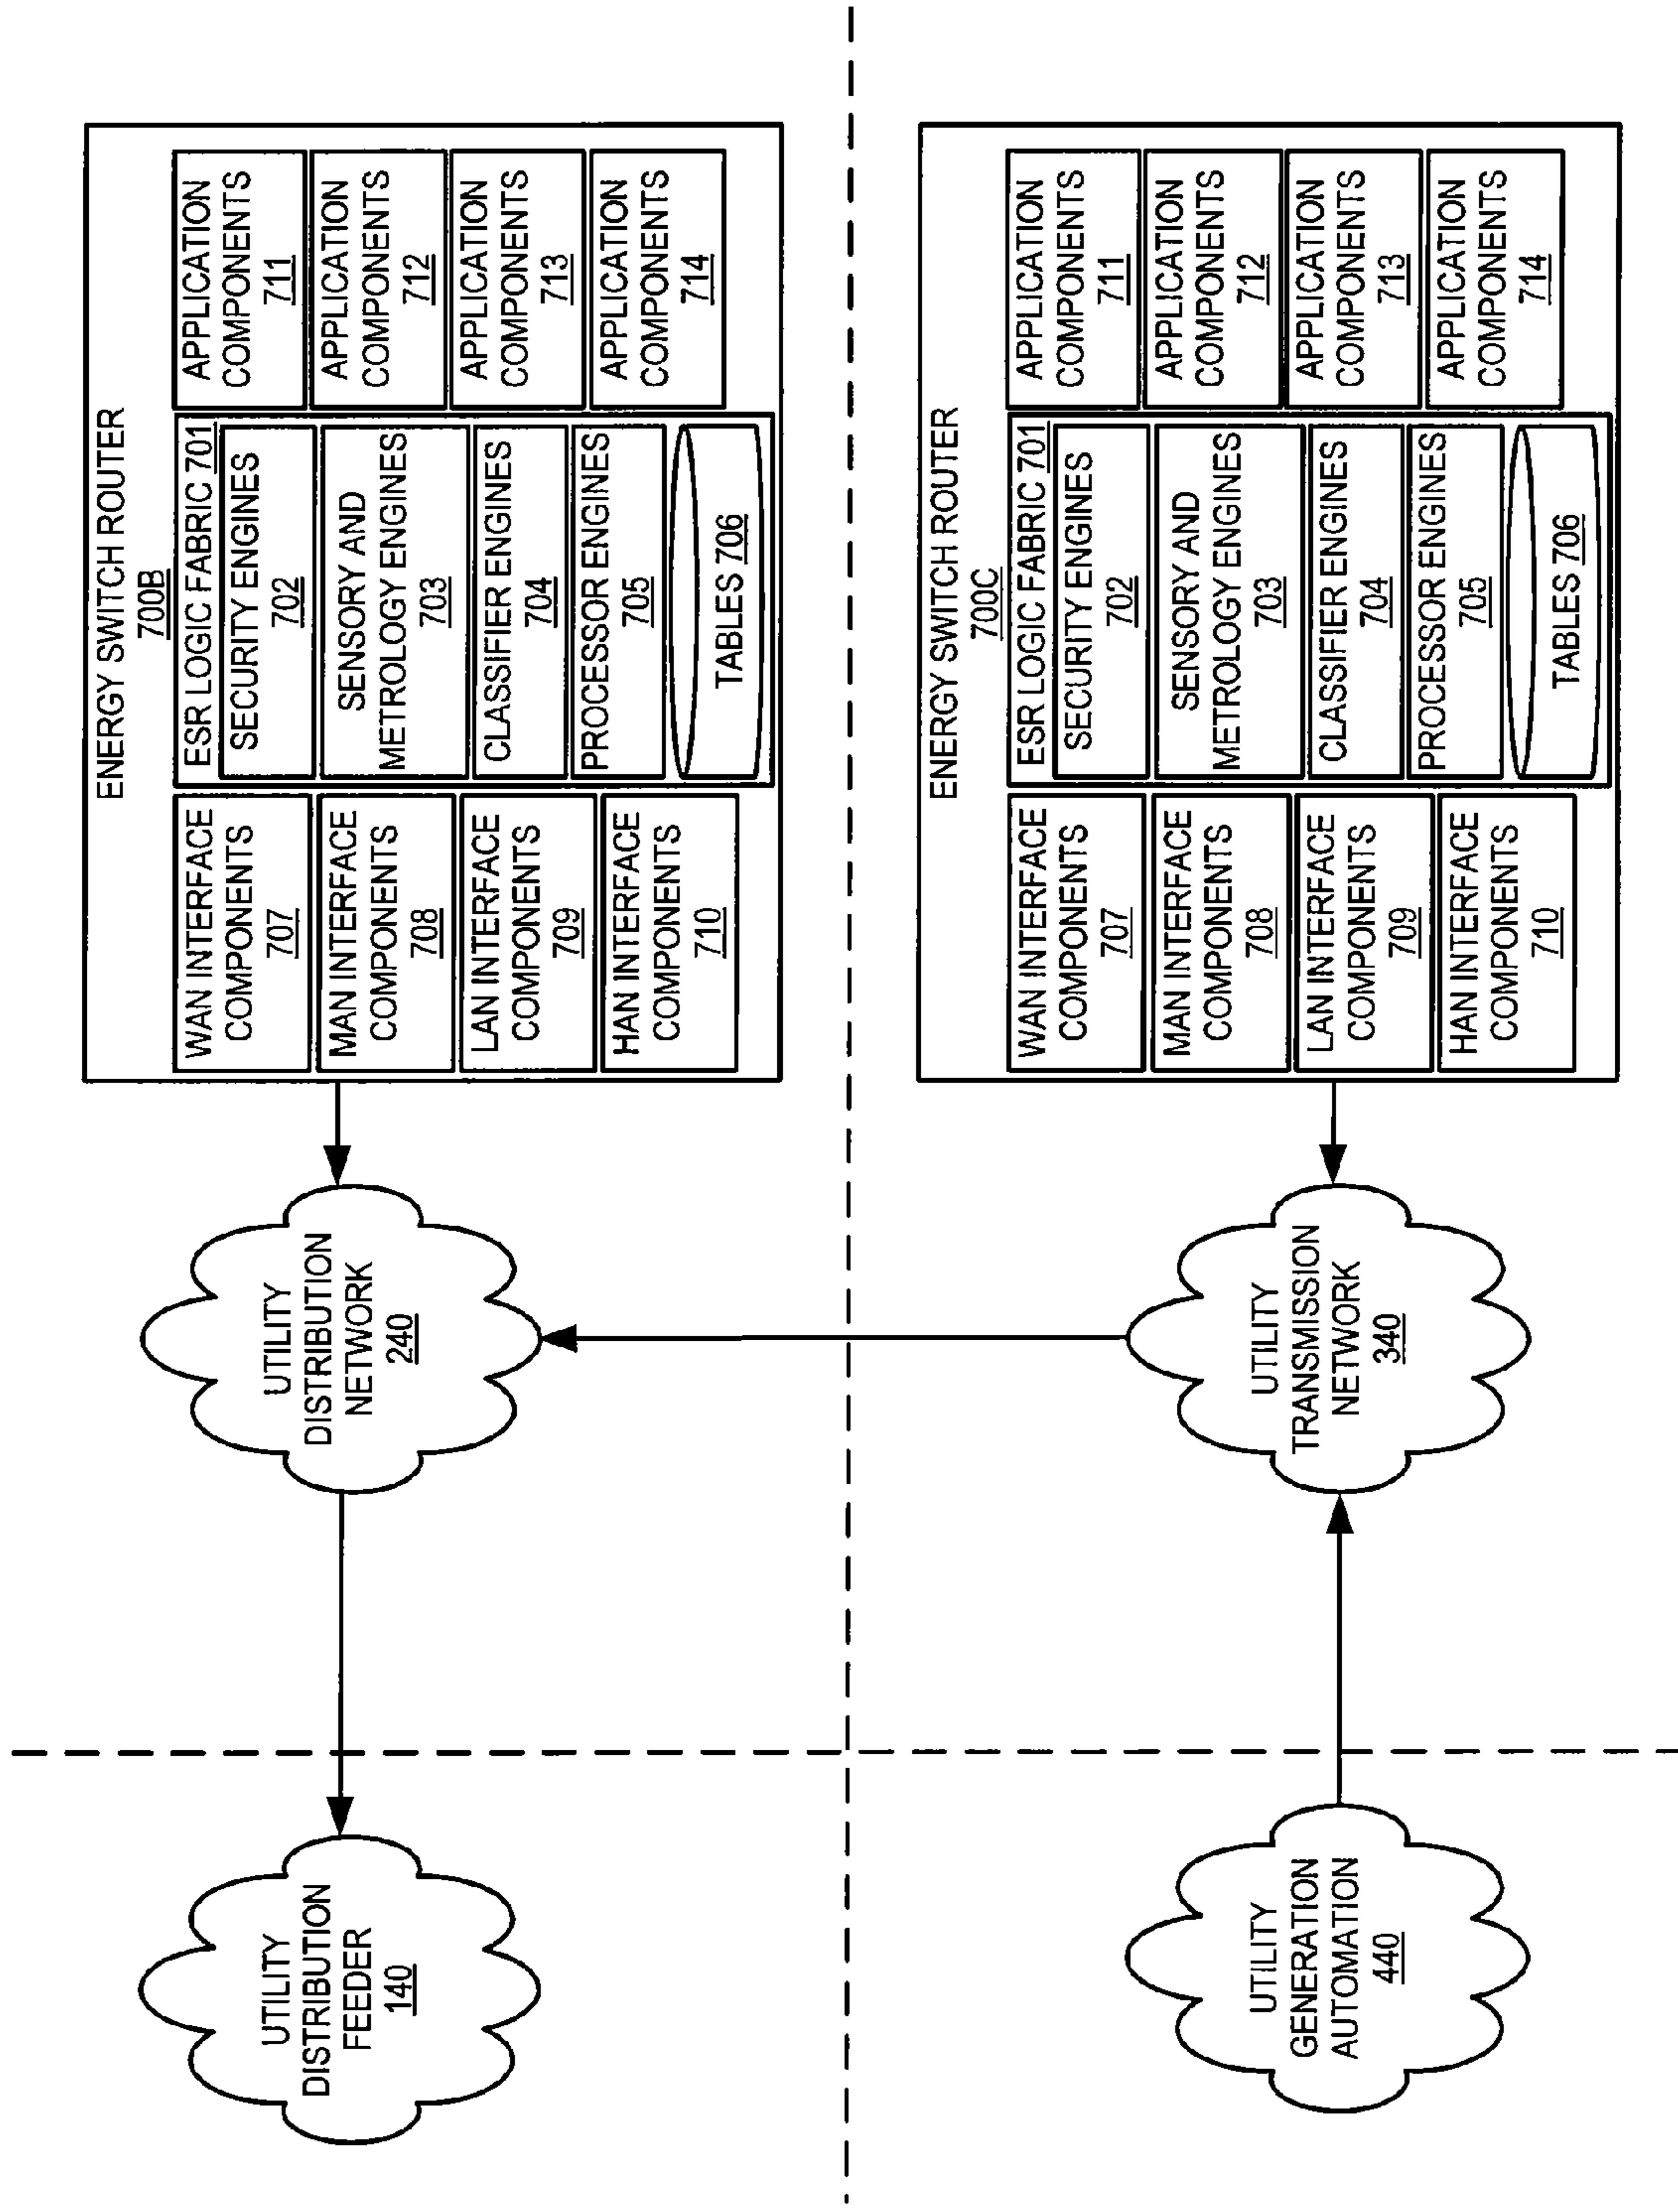 ENERGY SWITCH ROUTER
700B
WAN INTERFACE
COMPONENTS
707
MAN INTERFACE
COMPONENTS
708
LAN INTERFACE
COMPONENTS
709
HAN INTERFACE
COMPONENTS
710
ESR LOGIC FABRIC 701
SECURITY ENGINES
702
SENSORY AND
METROLOGY ENGINES
703
CLASSIFIER ENGINES
704
PROCESSOR ENGINES
705
TABLES 706
APPLICATION
COMPONENTS
711
APPLICATION
COMPONENTS
712
APPLICATION
COMPONENTS
713
APPLICATION
COMPONENTS
714
UTILITY
DISTRIBUTION
FEEDER
140
UTILITY
DISTRIBUTION
NETWORK
240
ENERGY SWITCH ROUTER
700C
WAN INTERFACE
COMPONENTS
707
MAN INTERFACE
COMPONENTS
708
LAN INTERFACE
COMPONENTS
709
HAN INTERFACE
COMPONENTS
710
ESR LOGIC FABRIC 701
SECURITY ENGINES
702
SENSORY AND
METROLOGY ENGINES
703
CLASSIFIER ENGINES
704
PROCESSOR ENGINES
705
TABLES 706
APPLICATION
COMPONENTS
711
APPLICATION
COMPONENTS
712
APPLICATION
COMPONENTS
713
APPLICATION
COMPONENTS
714
UTILITY
GENERATION
AUTOMATION
440
UTILITY
TRANSMISSION
NETWORK
340